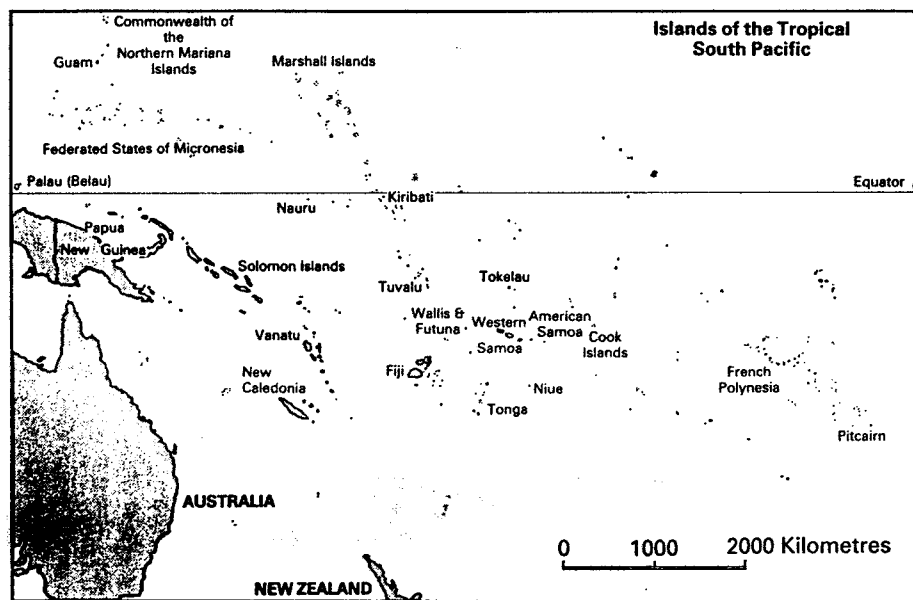 Commonwealth of
the
Northern Mariana
Islands
Guam
Marshall Islands
Islands of the Tropical
South Pacific
Federated States of Micronesia
Palau (Belau)
Equator
Nauru
Kiribati
Papua
New Guinea
Solomon Islands
Tuvalu
Tokelau
Wallis &
Futuna
Western
Samoa
American
Samoa
Cook
Islands
Vanatu
Fiji
New
Caledonia
Niue
Tonga
French
Polynesia
Pitcairn
AUSTRALIA
NEW ZEALAND
0 1000 2000 Kilometres